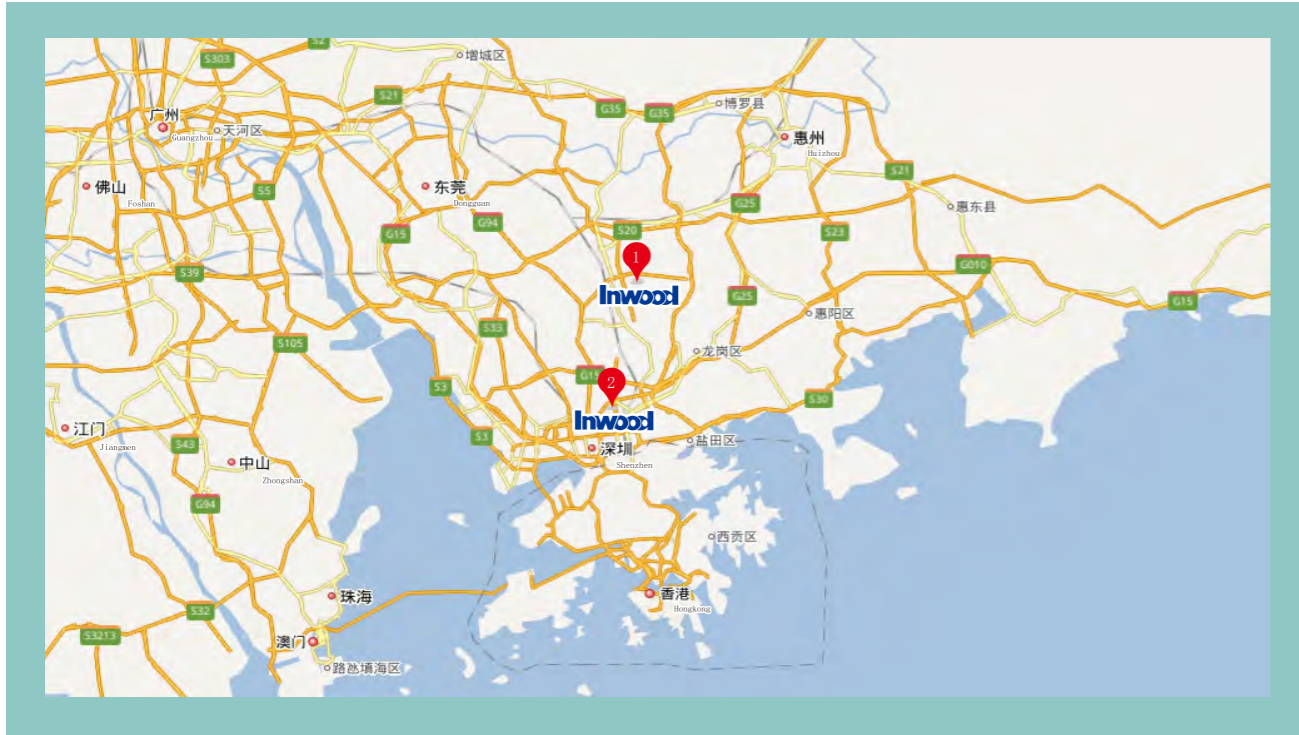 S2
S303
增城区
S21
G35
G35
博罗县
广州
Guangzhou
天河区
惠州
Huizhou
S21
佛山
Foshan
S5
东莞
Dongguan
G25
惠东县
G94
G15
S20
S23
1
Inwood
S39
G010
G25
G15
惠阳区
S33
S105
龙岗区
G15
2
Inwood
S3
S30
江门
Jiangmen
S43
S3
深圳
Shenzhen
盐田区
中山
Zhongshan
G94
西贡区
珠海
香港
Hongkong
S32
S3213
澳门
路氹填海区